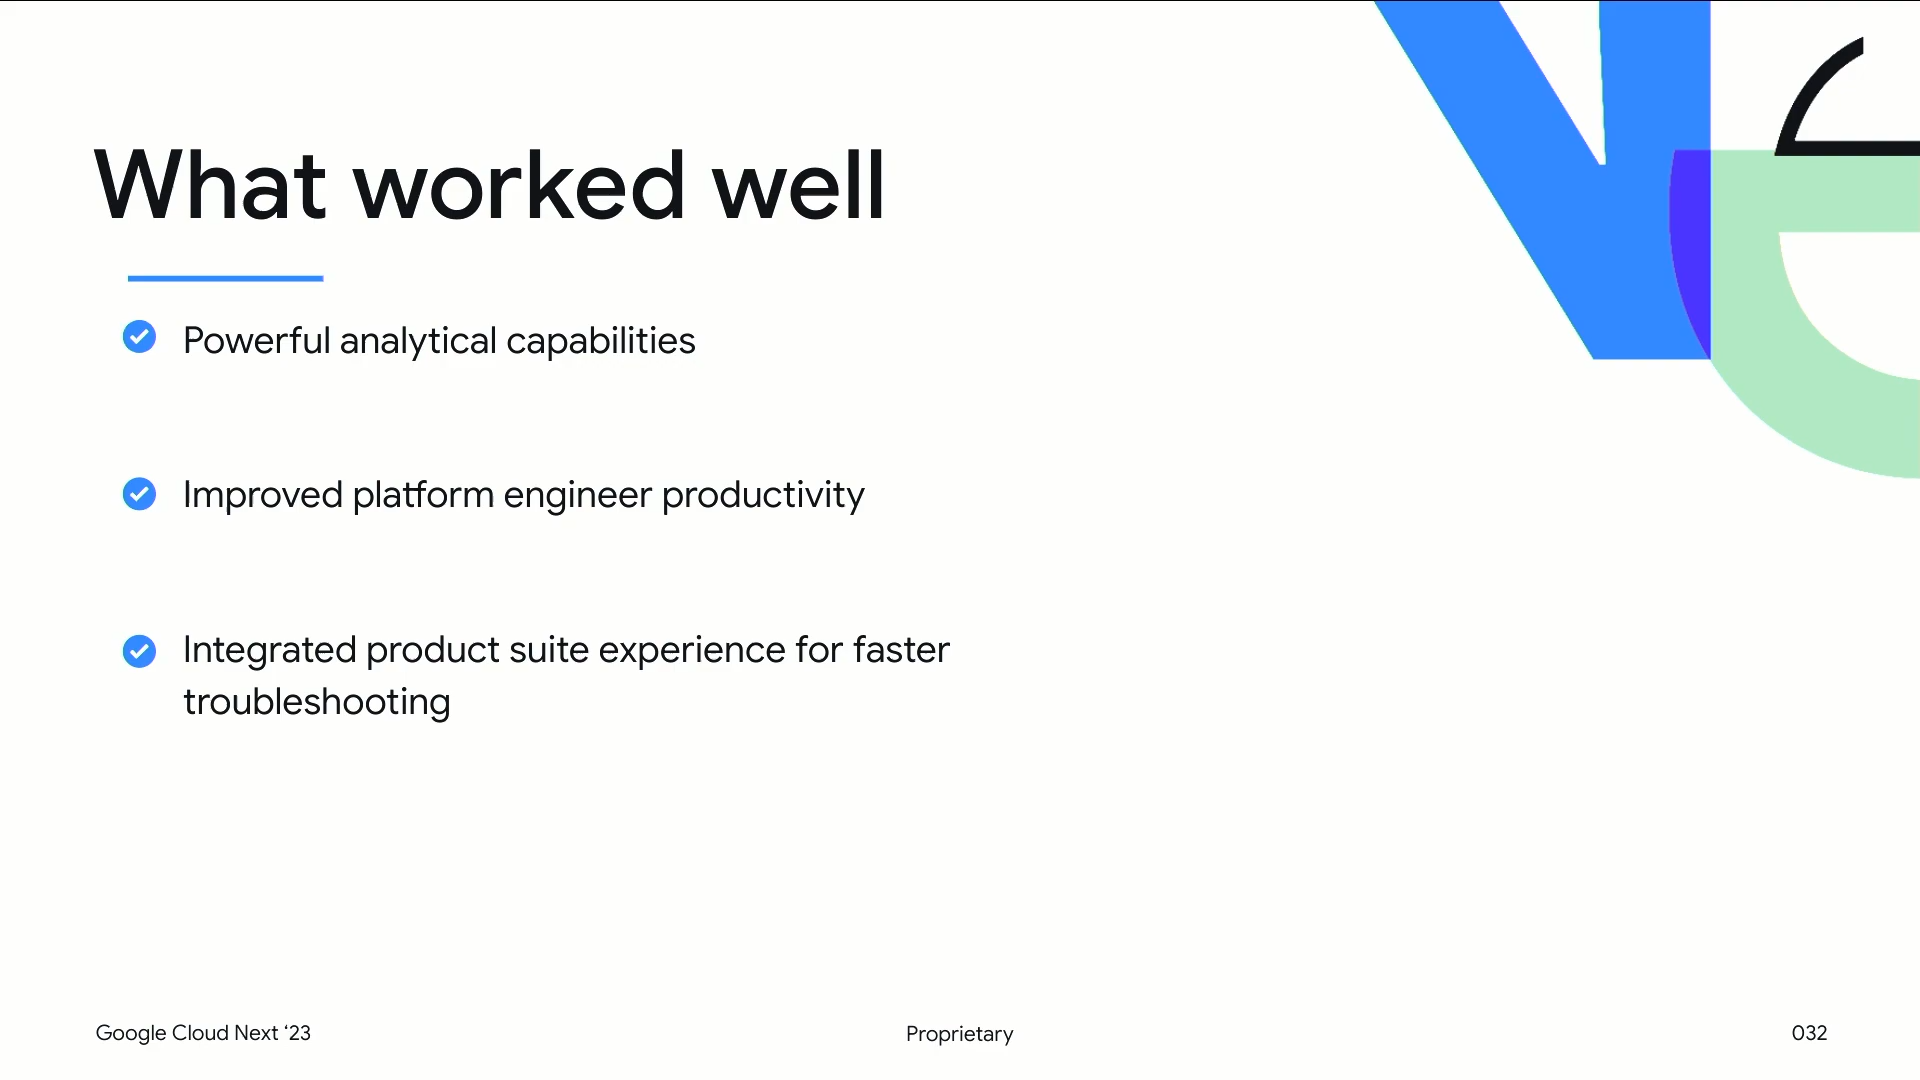 What worked well
Powerful analytical capabilities
Improved platform engineer productivity
Integrated product suite experience for faster
troubleshooting
Google Cloud Next ‘23
Proprietary
032